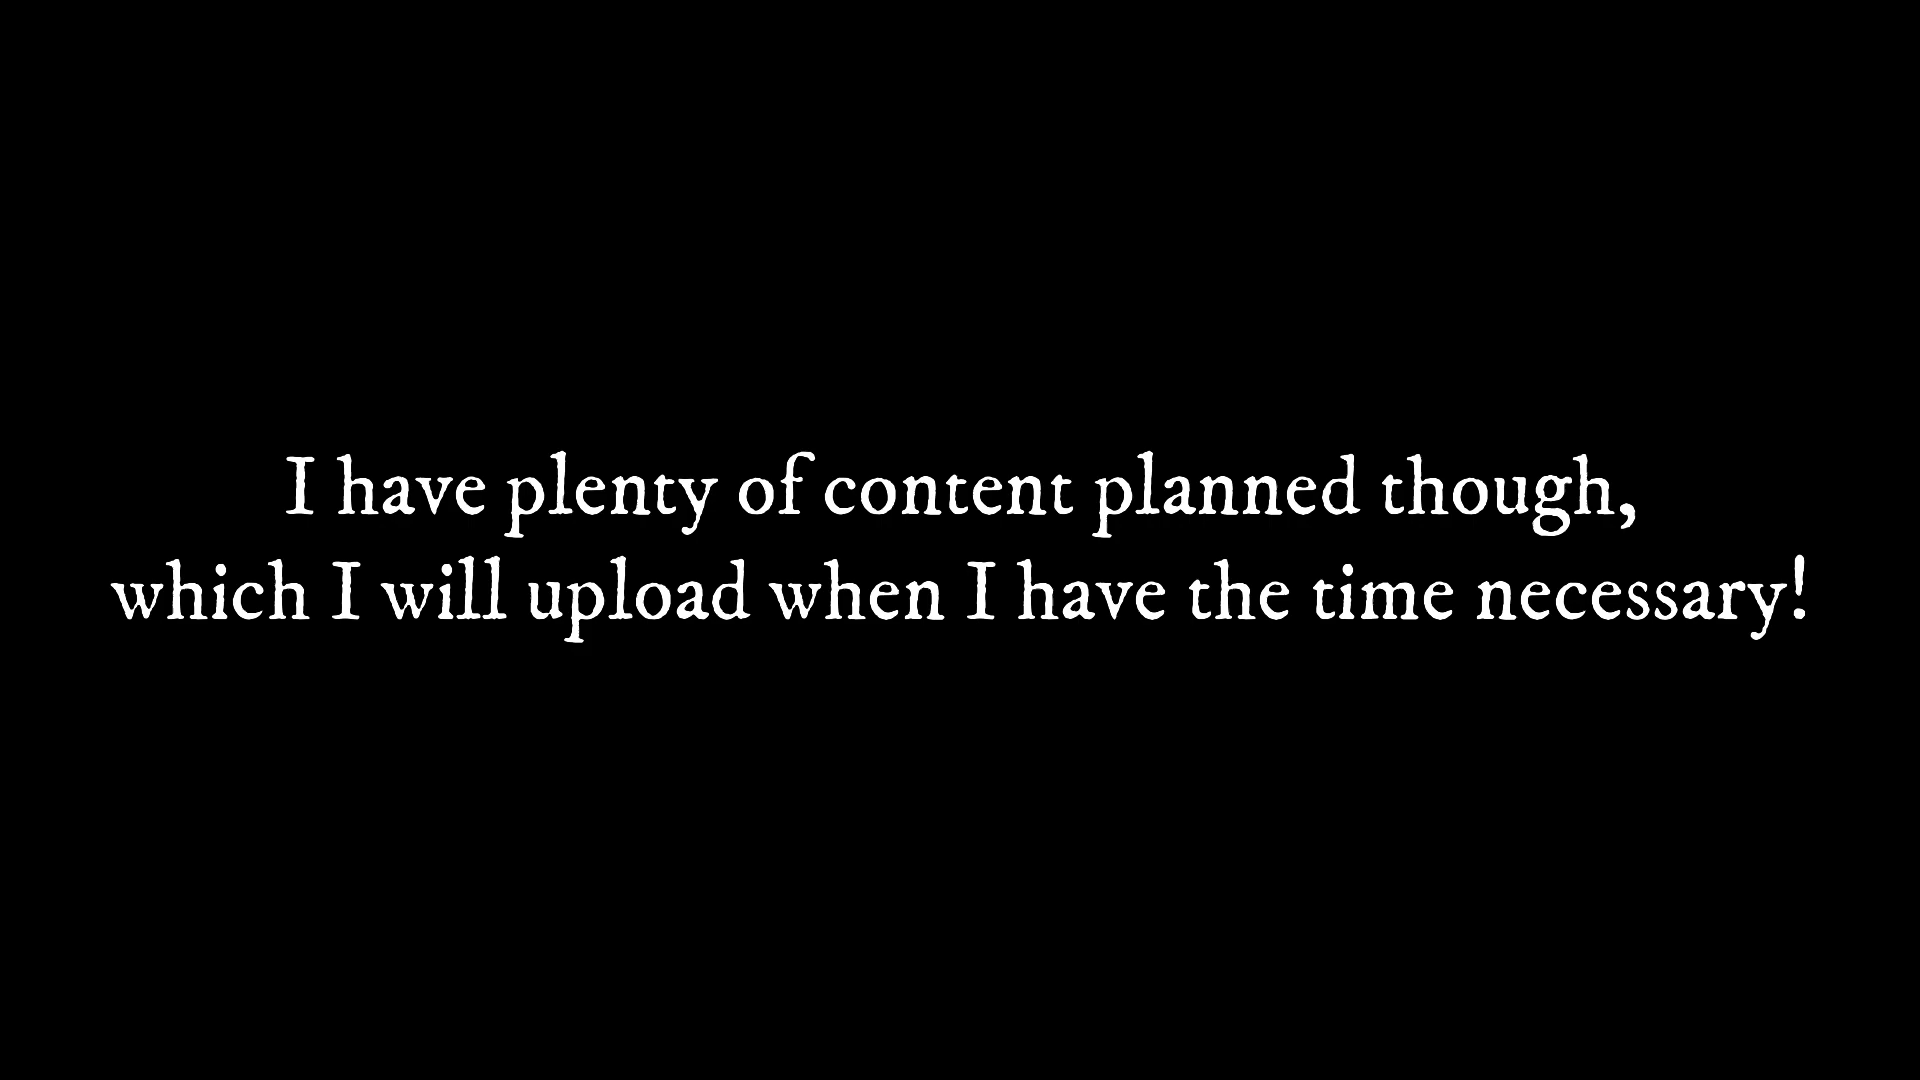 I have plenty of content planned though,
which I will upload when I have the time necessary!